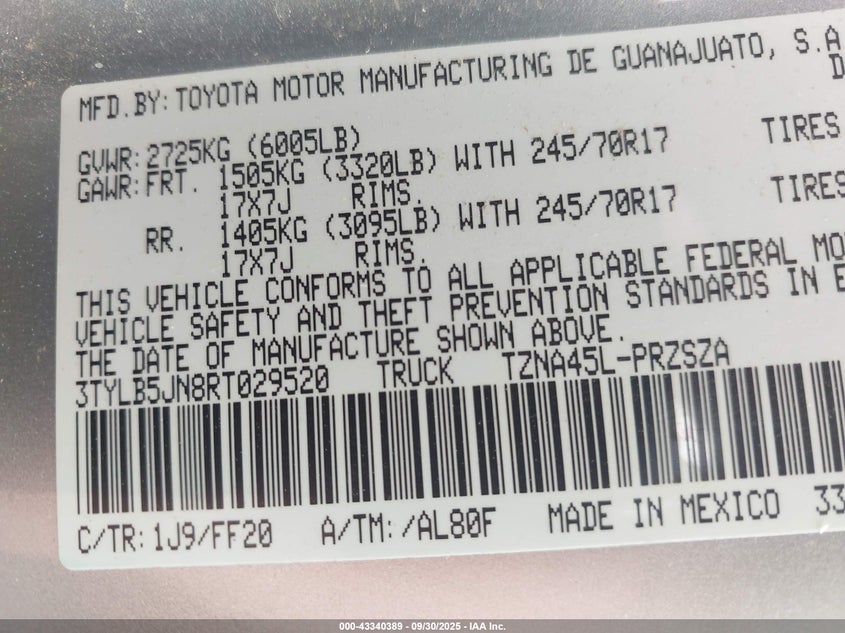 MFD.BY: TOYOTA MOTOR MANUFACTURING DE GUANAJUATO, S.A
GVWR: 2725KG (6005LB)
GAWR: FRT. 1505KG (3320LB) WITH 245/70R17 TIRES
17X7J RIMS.
RR. 1405KG (3095LB) WITH 245/70R17 TIRES
17X7J RIMS.
THIS VEHICLE CONFORMS TO ALL APPLICABLE FEDERAL MO
VEHICLE SAFETY AND THEFT PREVENTION STANDARDS IN E
THE DATE OF MANUFACTURE SHOWN ABOVE.
3TYLB5JN8RT029520 TRUCK TZNA45L-PRZSZA
C/TR: 1J9/FF20 A/TM: /AL80F MADE IN MEXICO 33
000-43340389 - 09/30/2025 - IAA Inc.